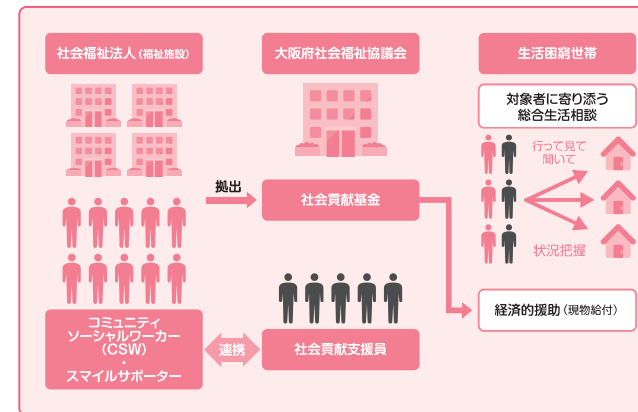 社会福祉法人(福祉施設)
大阪府社会福祉協議会
生活困窮世帯
対象者に寄り添う
総合生活相談
行って見て
聞いて
拠出
社会貢献基金
状況把握
経済的援助(現物給付)
コミュニティ
ソーシャルワーカー
(CSW)
・
スマイルサポーター
連携
社会貢献支援員